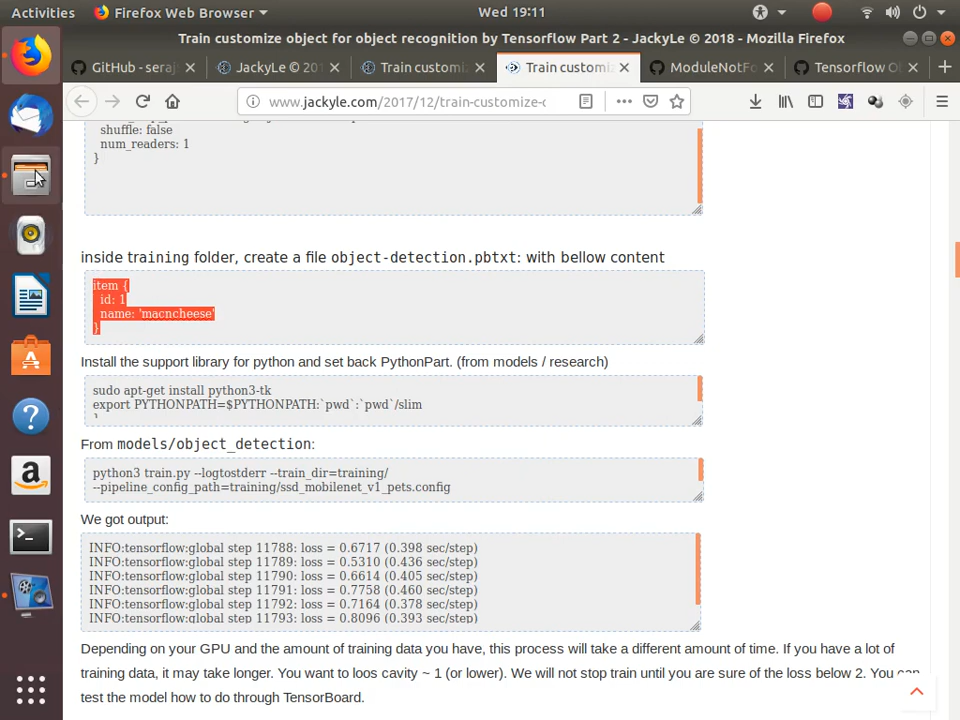 Activities Firefox Web Browser Wed 19:11
Train customize object for object recognition by Tensorflow Part 2 - JackyLe © 2018 - Mozilla Firefox
GitHub - seraj JackyLe © 201 Train customi Train customi ModuleNotFo Tensorflow Ob
www.jackyle.com/2017/12/train-customize-
shuffle: false
num_readers: 1
}
inside training folder, create a file object-detection.pbtxt: with bellow content
item {
id: 1
name: 'macncheese'
}
Install the support library for python and set back PythonPart. (from models / research)
sudo apt-get install python3-tk
export PYTHONPATH=$PYTHONPATH:`pwd`:`pwd`/slim
From models/object_detection:
python3 train.py --logtostderr --train_dir=training/
--pipeline_config_path=training/ssd_mobilenet_v1_pets.config
We got output:
INFO:tensorflow:global step 11788: loss = 0.6717 (0.398 sec/step)
INFO:tensorflow:global step 11789: loss = 0.5310 (0.436 sec/step)
INFO:tensorflow:global step 11790: loss = 0.6614 (0.405 sec/step)
INFO:tensorflow:global step 11791: loss = 0.7758 (0.460 sec/step)
INFO:tensorflow:global step 11792: loss = 0.7164 (0.378 sec/step)
INFO:tensorflow:global step 11793: loss = 0.8096 (0.393 sec/step)
Depending on your GPU and the amount of training data you have, this process will take a different amount of time. If you have a lot of
training data, it may take longer. You want to loos cavity ~ 1 (or lower). We will not stop train until you are sure of the loss below 2. You can
test the model how to do through TensorBoard.